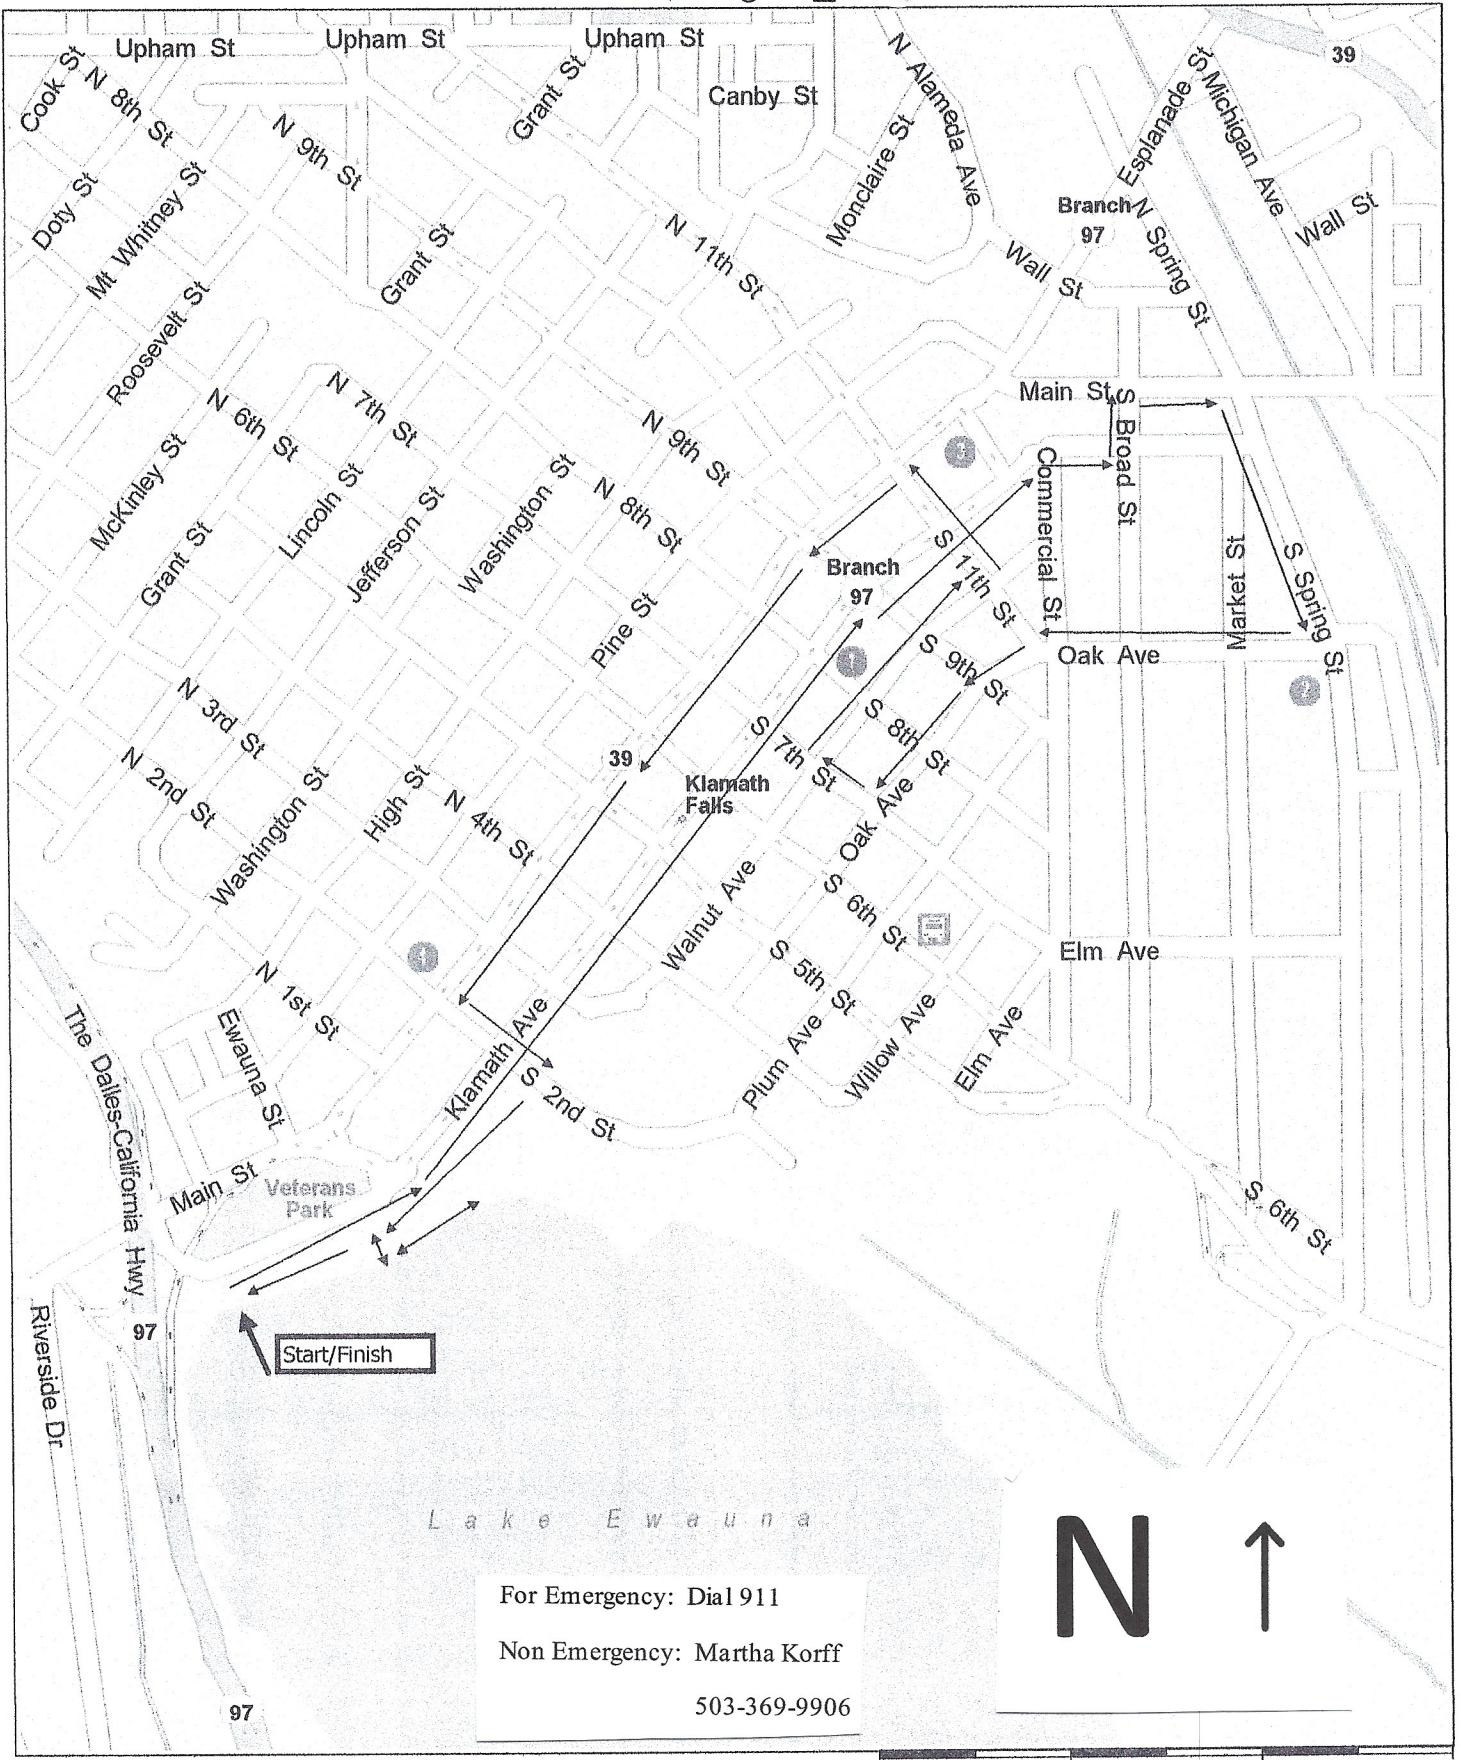 Upham St
Upham St
Upham St
39
Cook St
N 8th St
N 9th St
Grant St
Canby St
N Alameda Ave
Monclaire St
Esplanade St
Michigan Ave
Doty St
Mt Whitney St
Grant St
N 11th St
Branch
97
N Spring St
Wall St
Wall St
Roosevelt St
N 6th St
N 7th St
N 9th St
Main St
S Broad St
McKinley St
Grant St
Lincoln St
Jefferson St
Washington St
N 8th St
3
Commercial St
S 11th St
Market St
S Spring St
Branch
97
Pine St
1
S 9th St
Oak Ave
2
N 3rd St
N 2nd St
Washington St
High St
N 4th St
39
Klamath
Falls
S 7th St
S 8th St
Oak Ave
Walnut Ave
S 6th St
S 5th St
Elm Ave
4
N 1st St
Ewauna St
Klamath Ave
S 2nd St
Plum Ave
Willow Ave
Elm Ave
The Dalles-California Hwy
Main St
Veterans
Park
S 6th St
Riverside Dr
97
Start/Finish
Lake Ewauna
For Emergency: Dial 911
Non Emergency: Martha Korff
503-369-9906
N
97